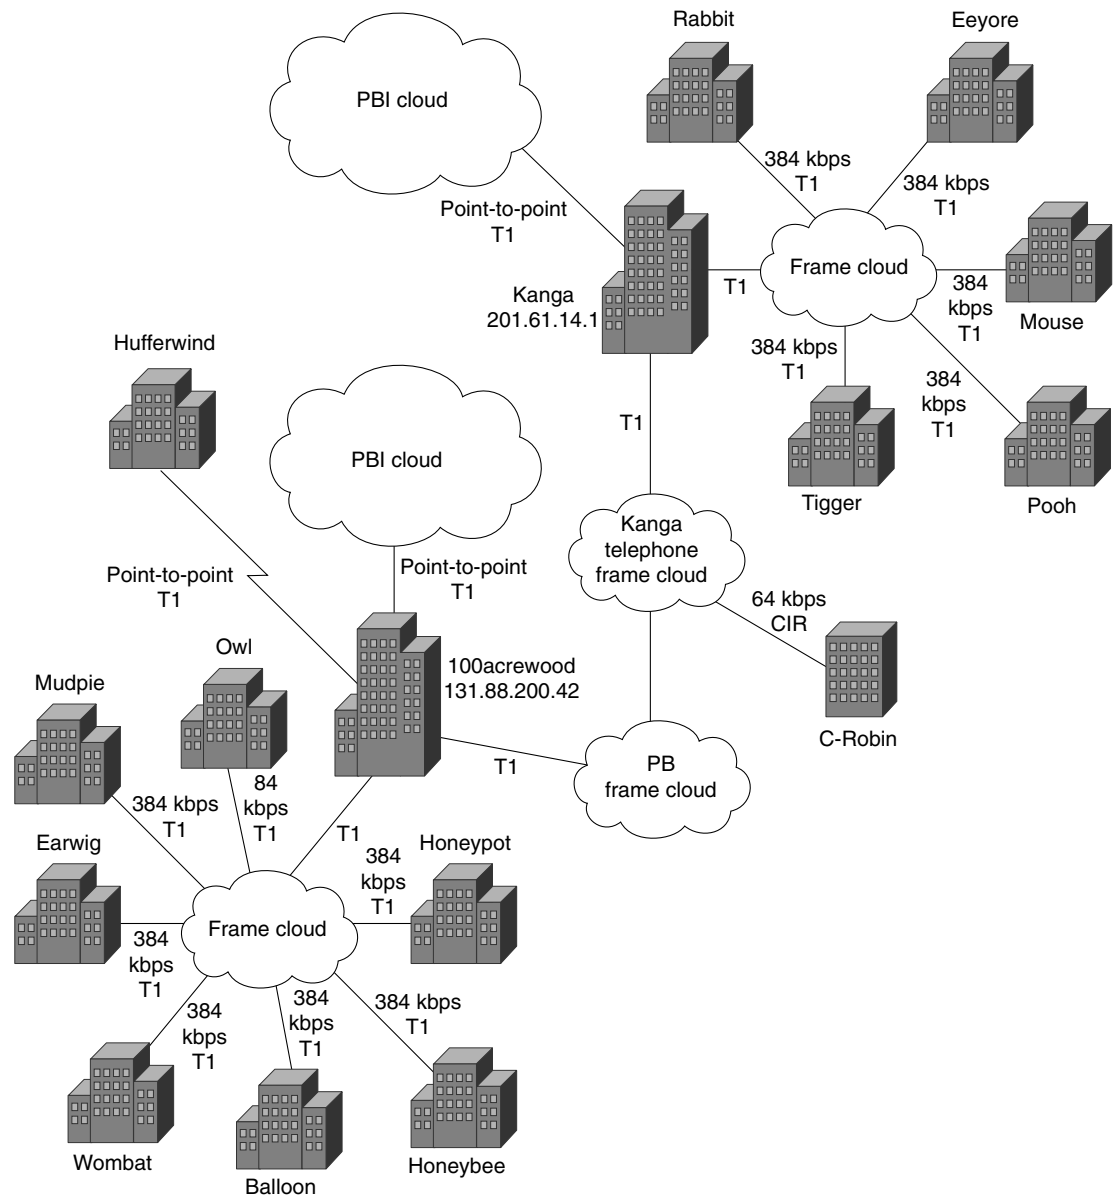 Rabbit
Eeyore
PBI cloud
384 kbps
T1
384 kbps
T1
Point-to-point
T1
Frame cloud
T1
Kanga
201.61.14.1
384
kbps
T1
Mouse
384 kbps
T1
384
kbps
T1
Hufferwind
T1
PBI cloud
Tigger
Pooh
Kanga
telephone
frame cloud
Point-to-point
T1
Point-to-point
T1
64 kbps
CIR
Owl
100acrewood
131.88.200.42
Mudpie
C-Robin
T1
PB
frame cloud
384 kbps
T1
84
kbps
T1
T1
Earwig
384
kbps
T1
Honeypot
Frame cloud
384
kbps
T1
384
kbps
T1
384
kbps
T1
384 kbps
T1
Wombat
Balloon
Honeybee